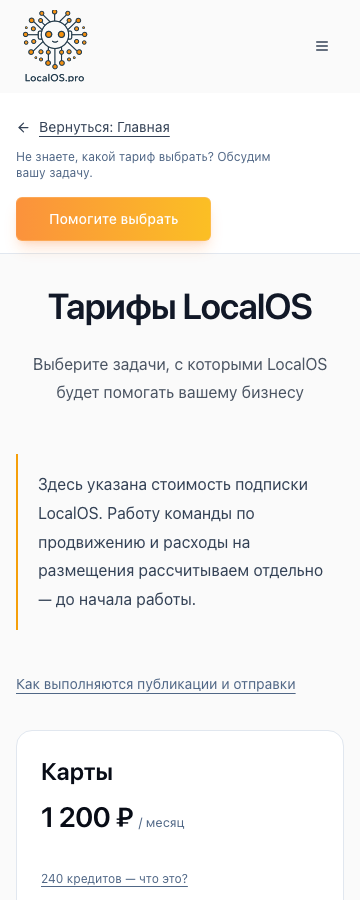 LocalOS.pro
Вернуться: Главная
Не знаете, какой тариф выбрать? Обсудим
вашу задачу.
Помогите выбрать
Тарифы LocalOS
Выберите задачи, с которыми LocalOS
будет помогать вашему бизнесу
Здесь указана стоимость подписки
LocalOS. Работу команды по
продвижению и расходы на
размещения рассчитываем отдельно
— до начала работы.
Как выполняются публикации и отправки
Карты
1 200 ₽ / месяц
240 кредитов — что это?